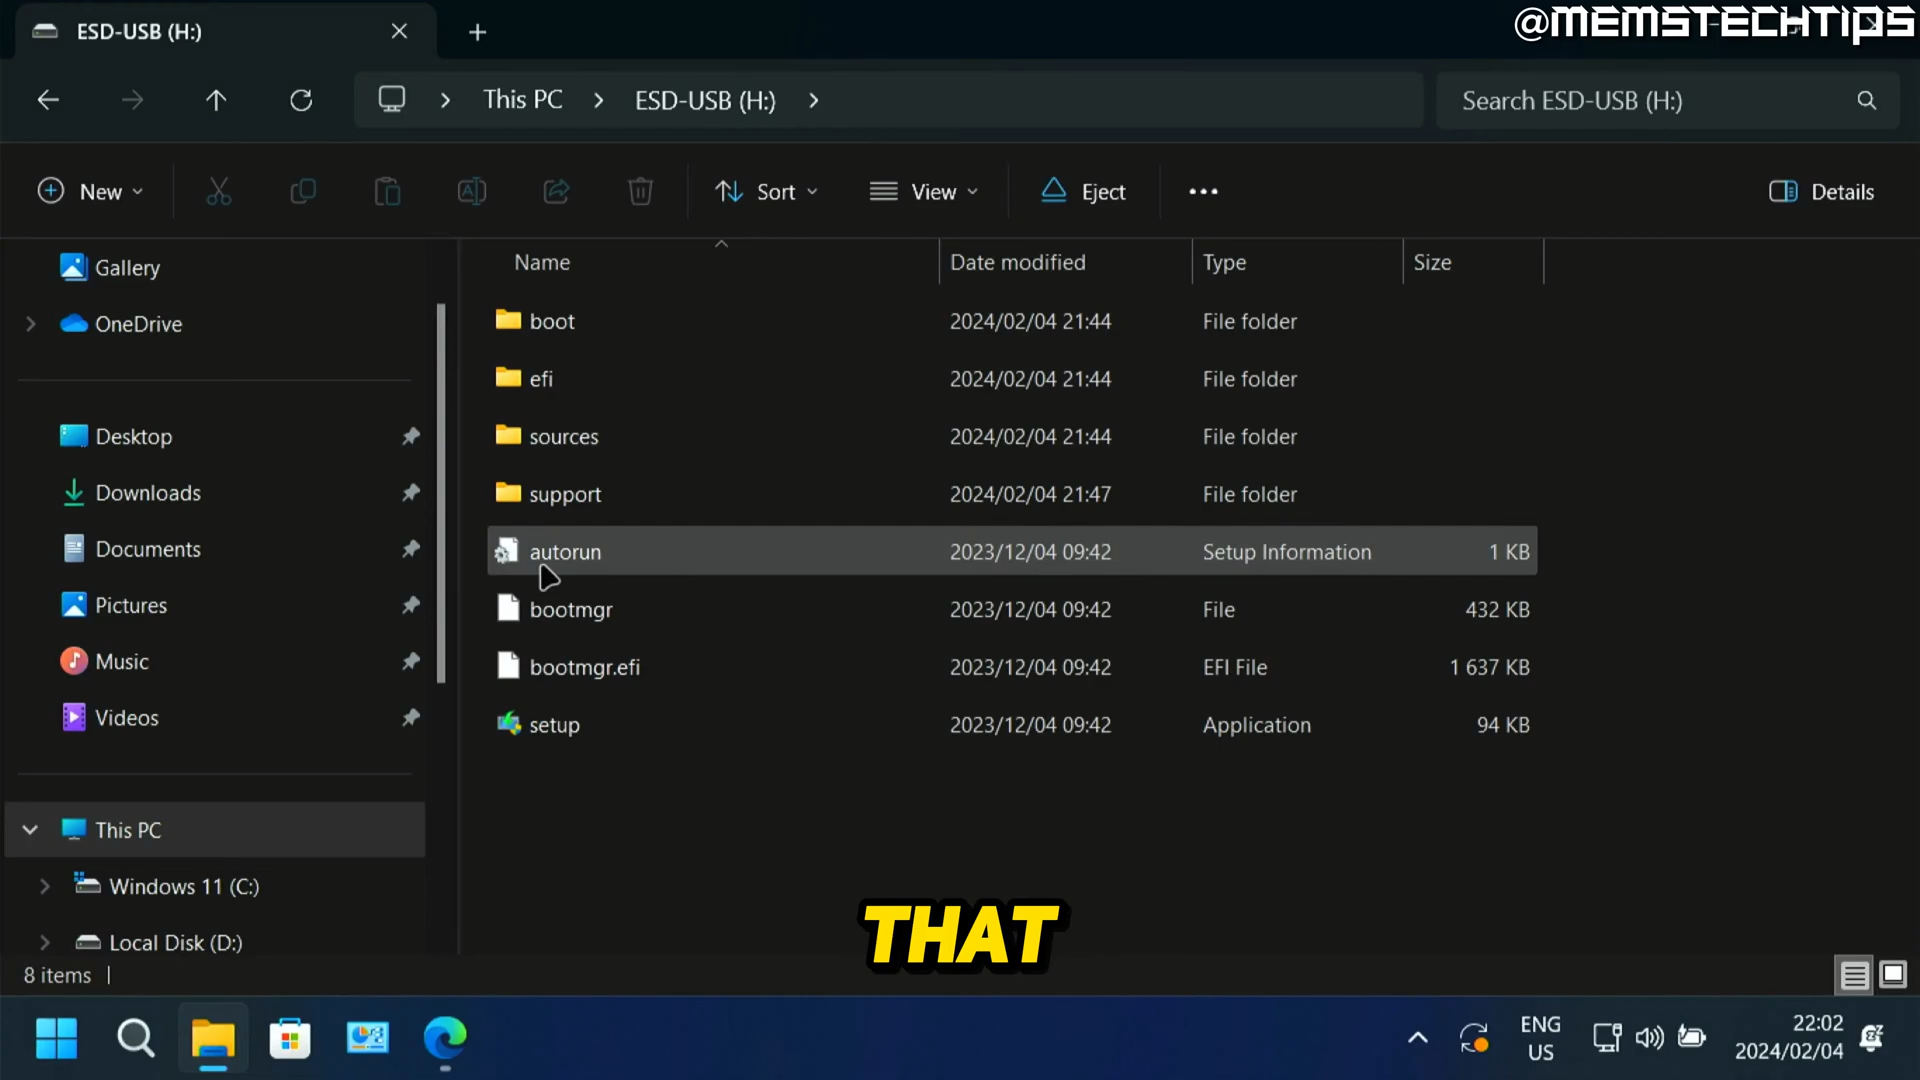 ESD-USB (H:)
@MEMSTECHTIPS
This PC
ESD-USB (H:)
Search ESD-USB (H:)
New
Sort
View
Eject
Details
Gallery
OneDrive
Desktop
Downloads
Documents
Pictures
Music
Videos
This PC
Windows 11 (C:)
Local Disk (D:)
Name Date modified Type Size
boot 2024/02/04 21:44 File folder
efi 2024/02/04 21:44 File folder
sources 2024/02/04 21:44 File folder
support 2024/02/04 21:47 File folder
autorun 2023/12/04 09:42 Setup Information 1 KB
bootmgr 2023/12/04 09:42 File 432 KB
bootmgr.efi 2023/12/04 09:42 EFI File 1 637 KB
setup 2023/12/04 09:42 Application 94 KB
THAT
8 items
ENG
US
22:02
2024/02/04